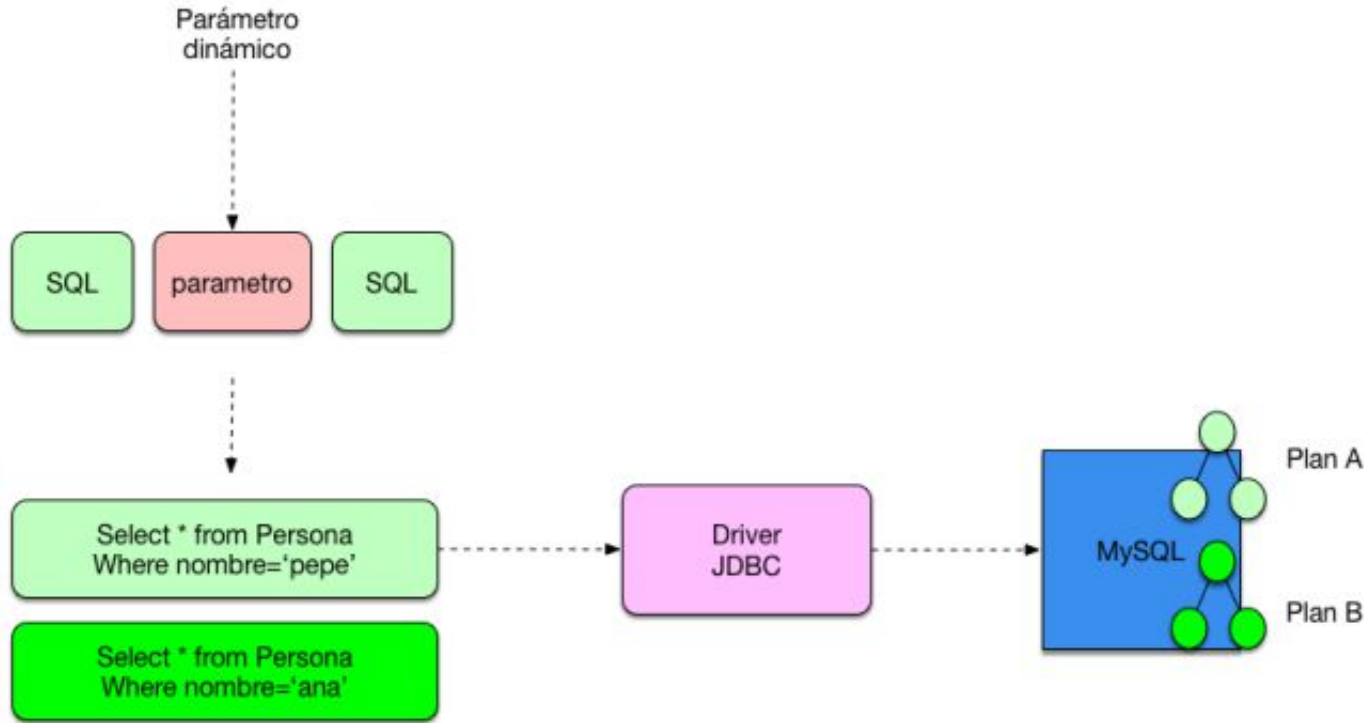 Parámetro
dinámico
SQL
parametro
SQL
Select * from Persona
Where nombre=‘pepe’
Driver
JDBC
MySQL
Plan A
Plan B
Select * from Persona
Where nombre=‘ana’